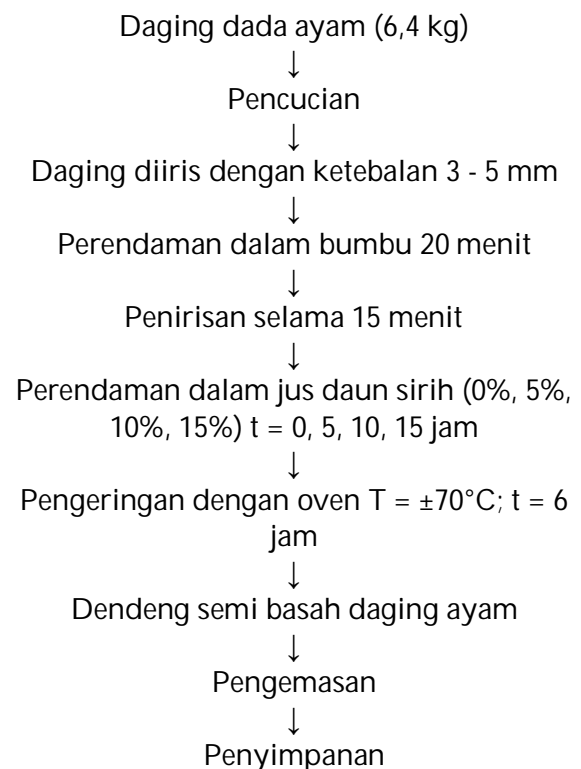 Daging dada ayam (6,4 kg)
↓
Pencucian
↓
Daging diiris dengan ketebalan 3 - 5 mm
↓
Perendaman dalam bumbu 20 menit
↓
Penirisan selama 15 menit
↓
Perendaman dalam jus daun sirih (0%, 5%,
10%, 15%) t = 0, 5, 10, 15 jam
↓
Pengeringan dengan oven T = ±70°C; t = 6
jam
↓
Dendeng semi basah daging ayam
↓
Pengemasan
↓
Penyimpanan